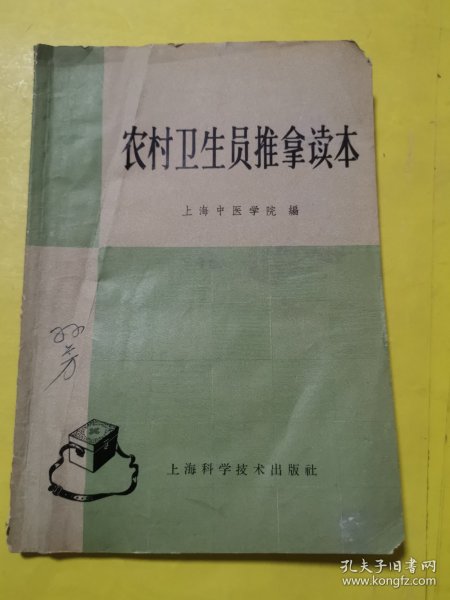 农村卫生员推拿读本
上海中医学院 編
上海科学技术出版社
孔夫子旧书网
www.kongfz.com